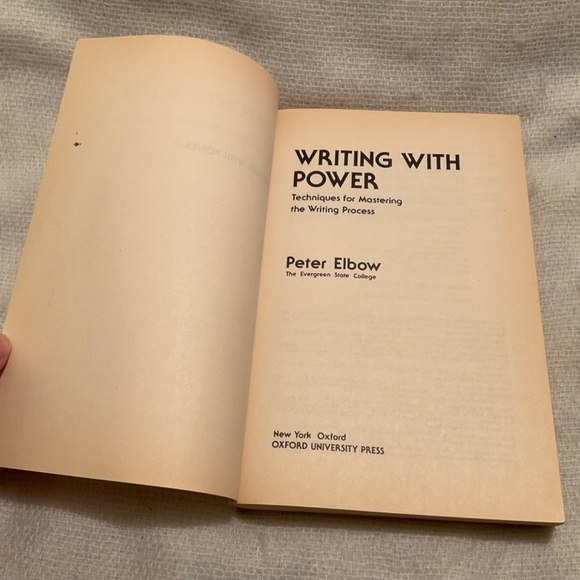 WRITING WITH
POWER
Techniques for Mastering
the Writing Process
Peter Elbow
The Evergreen State College
New York Oxford
OXFORD UNIVERSITY PRESS